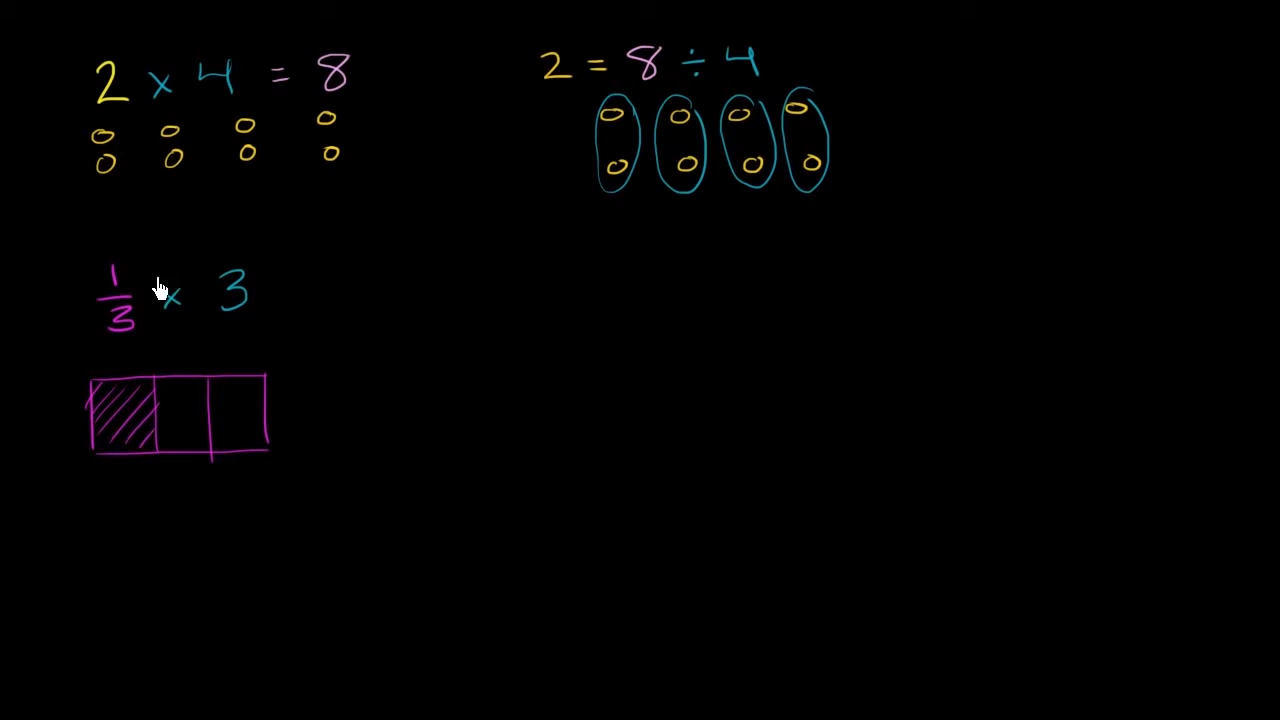 2 × 4 = 8
2 = 8 ÷ 4
1/3 × 3